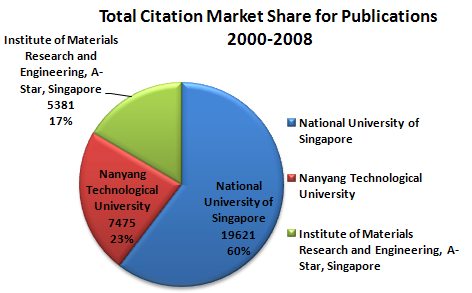 Total Citation Market Share for Publications
2000-2008
Institute of Materials
Research and
Engineering, A-
Star, Singapore
5381
17%
Nanyang
Technological
University
7475
23%
National
University of
Singapore
19621
60%
National University of
Singapore
Nanyang Technological
University
Institute of Materials
Research and Engineering, A-
Star, Singapore